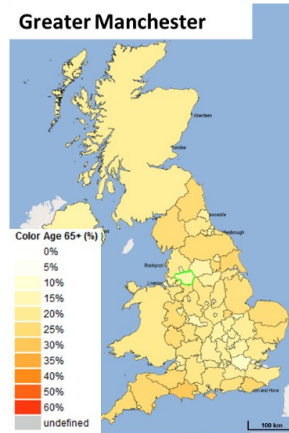 Greater Manchester
Aberdeen
Dundee
Newcastle
Blackpool
Color Age 65+ (%)
0%
5%
10%
15%
20%
25%
30%
35%
40%
50%
60%
undefined
100 km